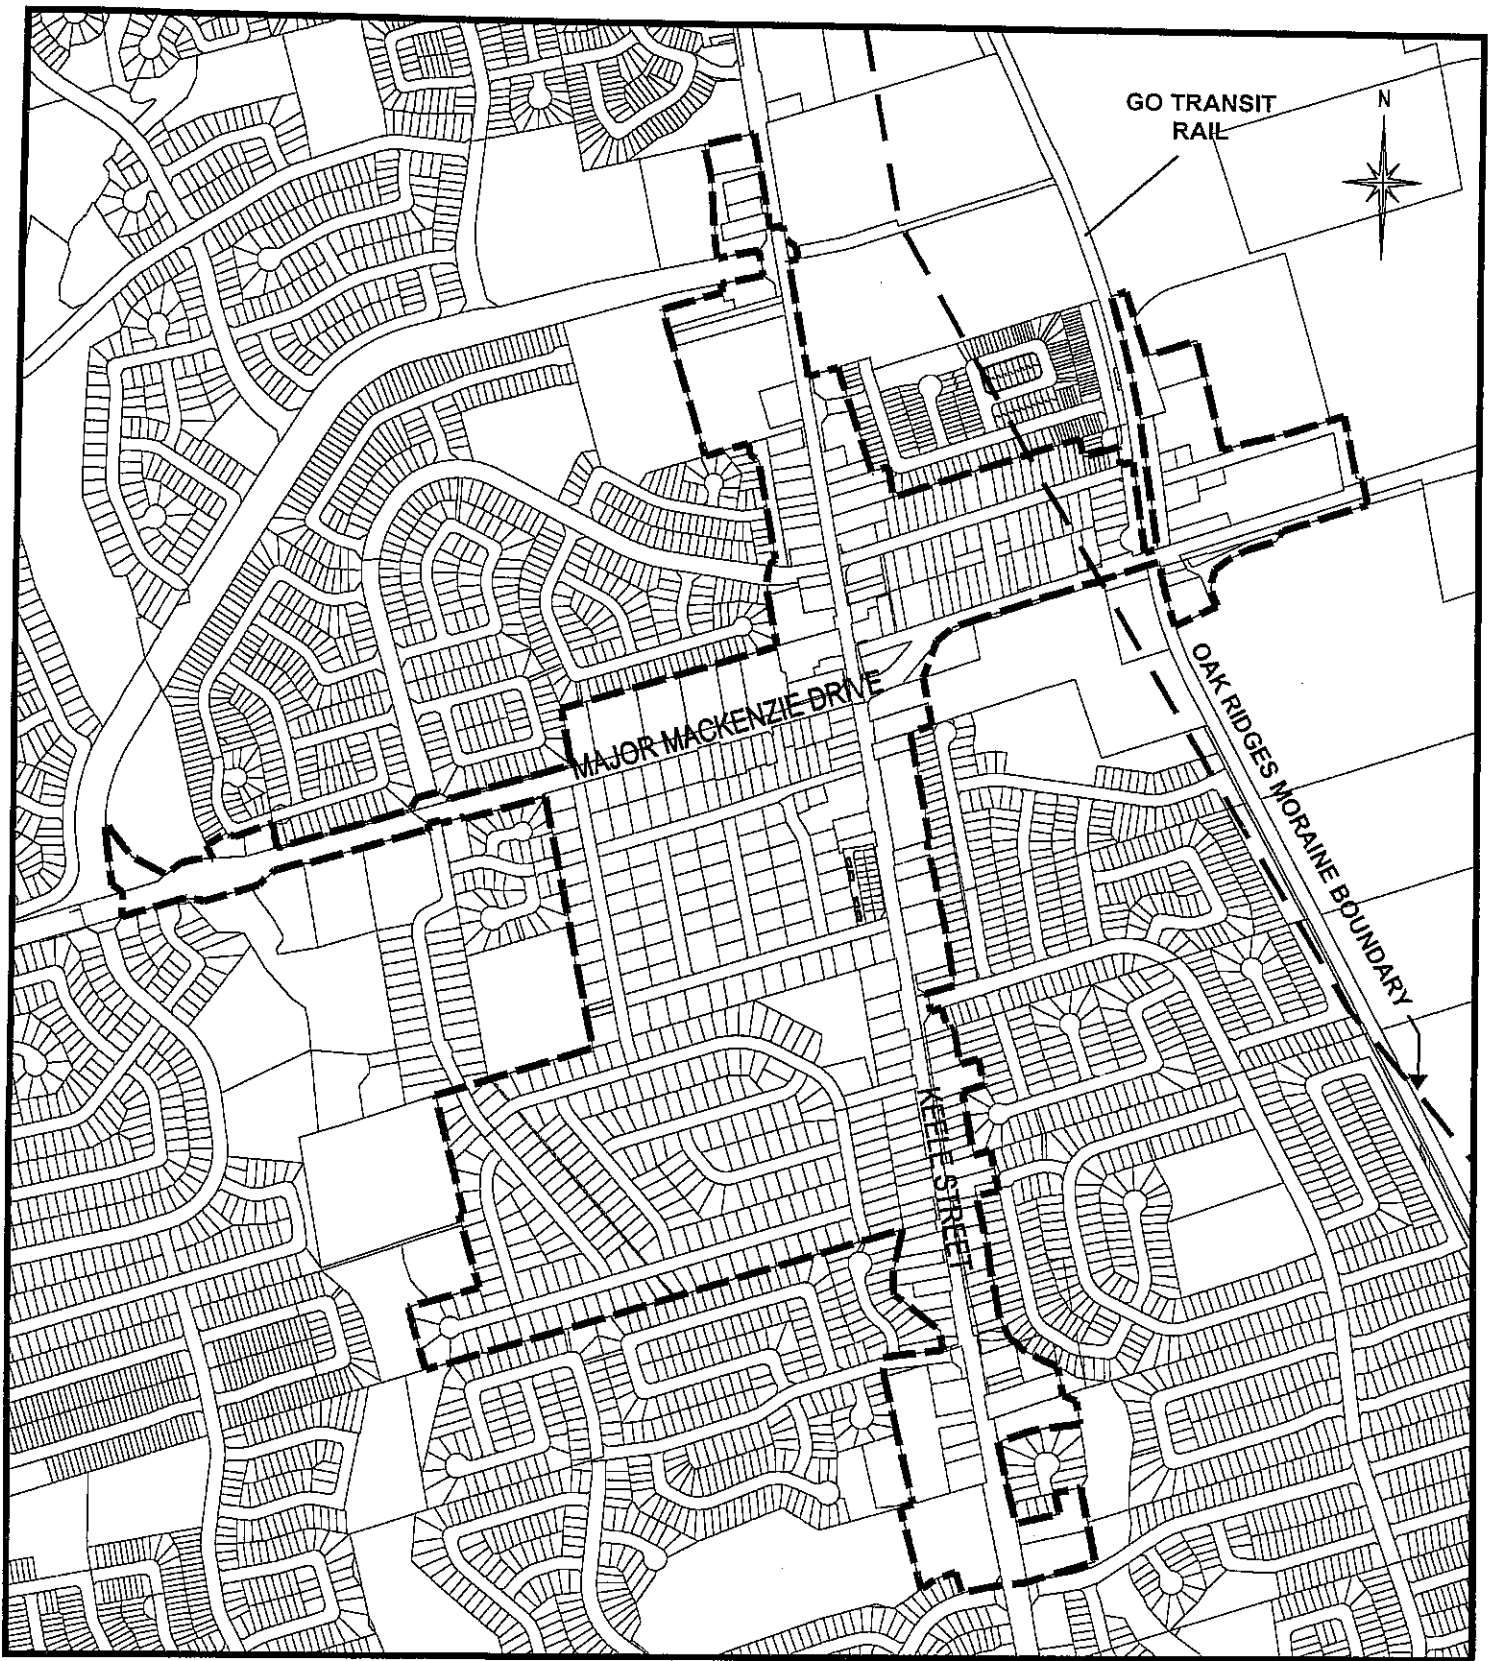 GO TRANSIT
RAIL
N
OAK RIDGES MORAINE BOUNDARY
MAJOR MACKENZIE DRIVE
KEELE STREET